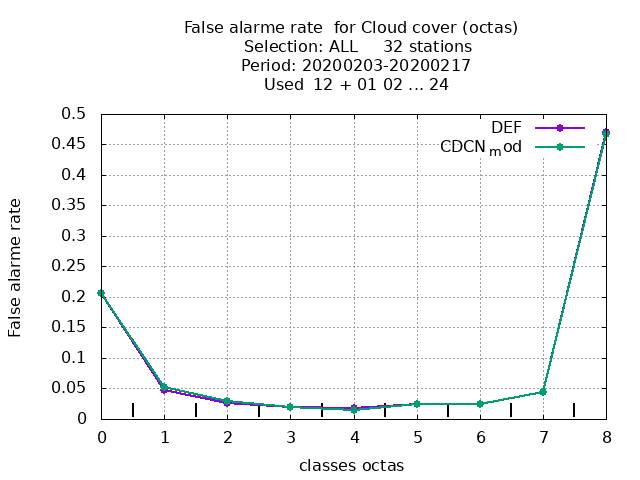 False alarme rate  for Cloud cover (octas)
Selection: ALL     32 stations
Period: 20200203-20200217
Used  12 + 01 02 ... 24
DEF
CDCN_mod
False alarme rate
0.5
0.45
0.4
0.35
0.3
0.25
0.2
0.15
0.1
0.05
0
0 1 2 3 4 5 6 7 8
classes octas